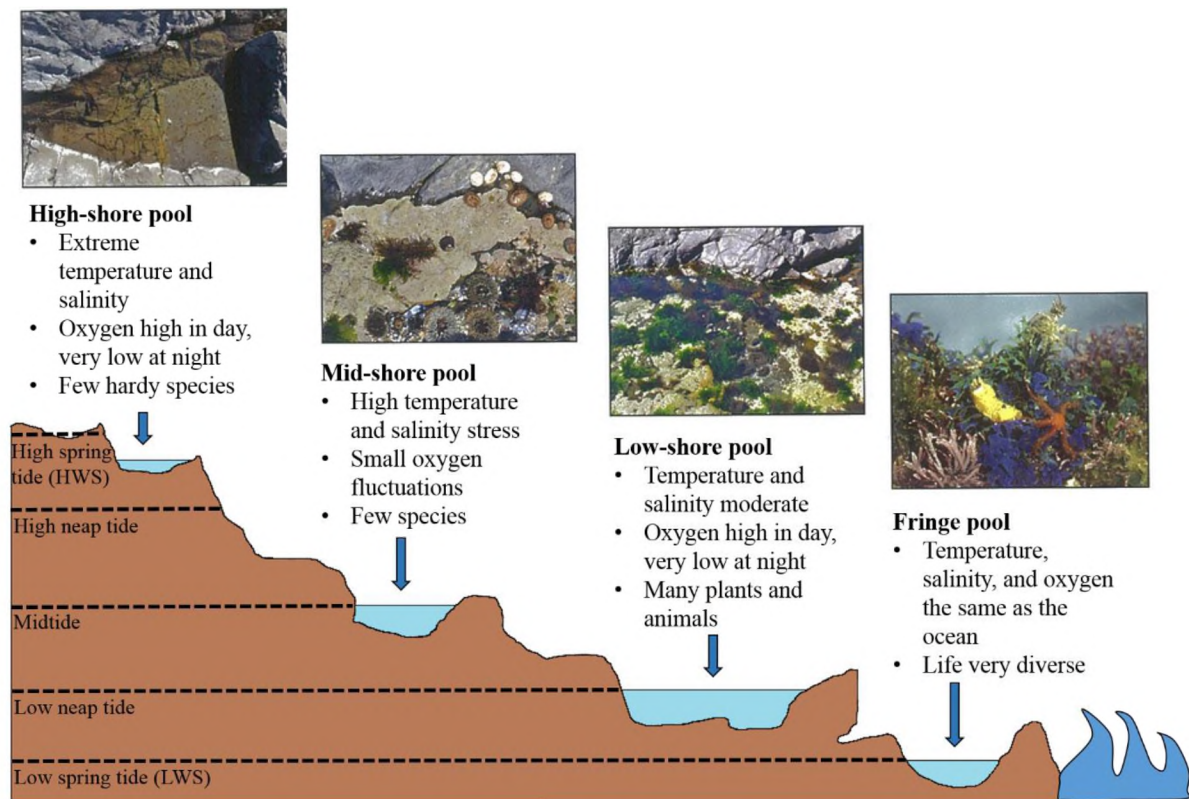 High-shore pool
• Extreme
temperature and
salinity
• Oxygen high in day,
very low at night
• Few hardy species
Mid-shore pool
• High temperature
and salinity stress
• Small oxygen
fluctuations
• Few species
Low-shore pool
• Temperature and
salinity moderate
• Oxygen high in day,
very low at night
• Many plants and
animals
Fringe pool
• Temperature,
salinity, and oxygen
the same as the
ocean
• Life very diverse
High spring
tide (HWS)
High neap tide
Midtide
Low neap tide
Low spring tide (LWS)